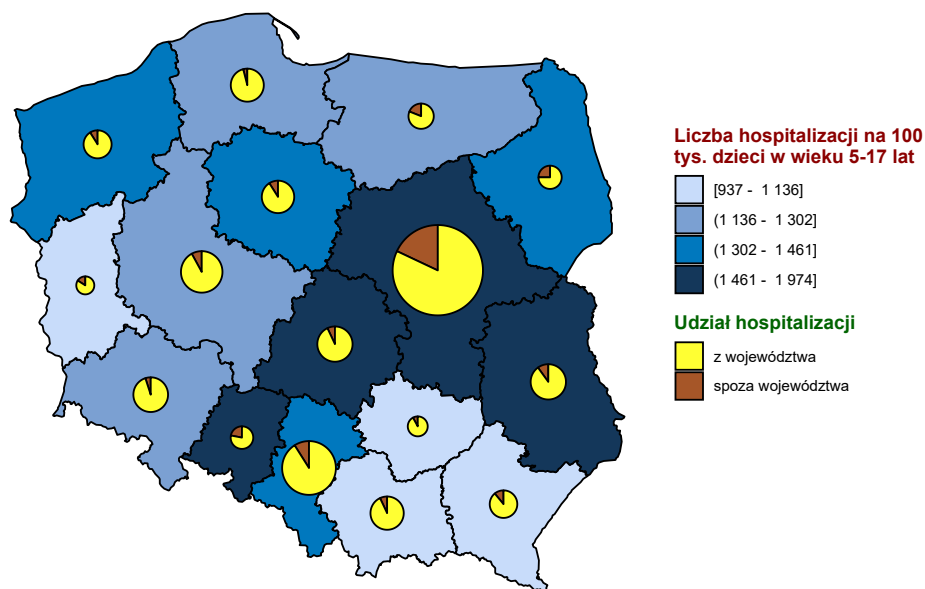 Liczba hospitalizacji na 100
tys. dzieci w wieku 5-17 lat
[937 - 1 136]
(1 136 - 1 302]
(1 302 - 1 461]
(1 461 - 1 974]
Udział hospitalizacji
z województwa
spoza województwa